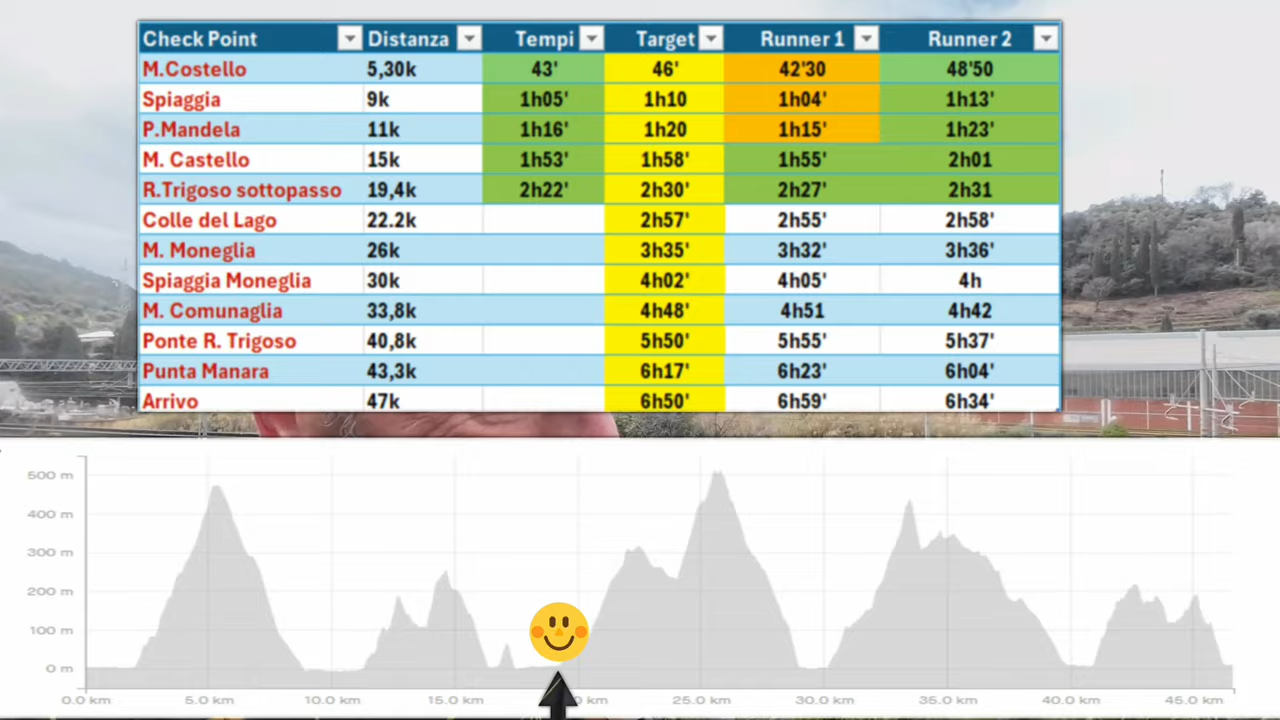 Check Point Distanza Tempi Target Runner 1 Runner 2
M.Costello 5,30k 43' 46' 42'30 48'50
Spiaggia 9k 1h05' 1h10 1h04' 1h13'
P.Mandela 11k 1h16' 1h20 1h15' 1h23'
M. Castello 15k 1h53' 1h58' 1h55' 2h01
R.Trigoso sottopasso 19,4k 2h22' 2h30' 2h27' 2h31
Colle del Lago 22.2k 2h57' 2h55' 2h58'
M. Moneglia 26k 3h35' 3h32' 3h36'
Spiaggia Moneglia 30k 4h02' 4h05' 4h
M. Comunaglia 33,8k 4h48' 4h51 4h42
Ponte R. Trigoso 40,8k 5h50' 5h55' 5h37'
Punta Manara 43,3k 6h17' 6h23' 6h04'
Arrivo 47k 6h50' 6h59' 6h34'
500 m
400 m
300 m
200 m
100 m
0 m
0.0 km 5.0 km 10.0 km 15.0 km 0 km 25.0 km 30.0 km 35.0 km 40.0 km 45.0 km